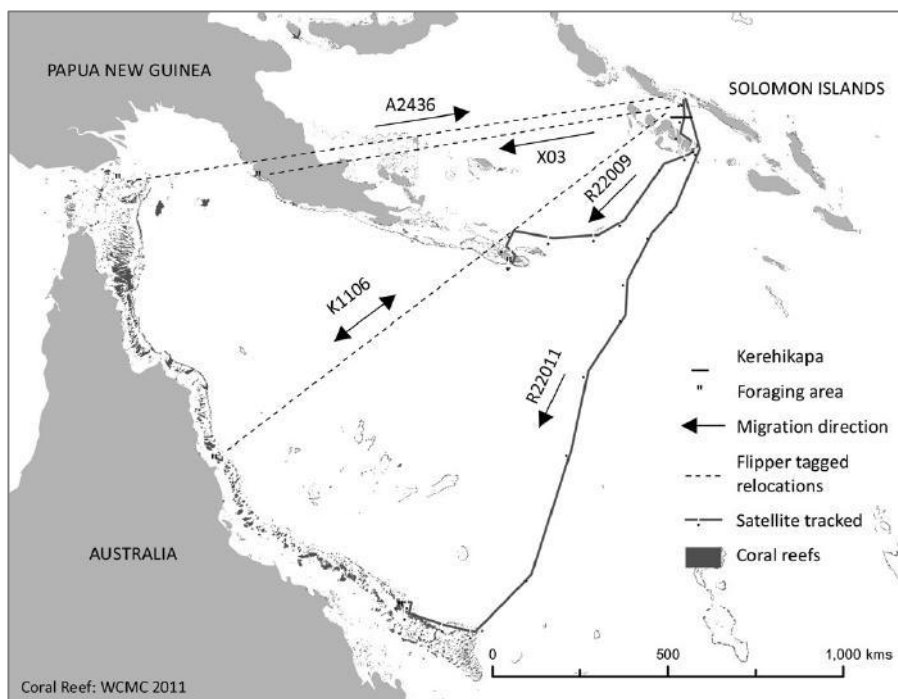 PAPUA NEW GUINEA
SOLOMON ISLANDS
A2436
X03
R22009
K1106
R22011
Kerehikapa
" Foraging area
Migration direction
Flipper tagged
relocations
Satellite tracked
Coral reefs
AUSTRALIA
0 500 1,000 kms
Coral Reef: WCMC 2011